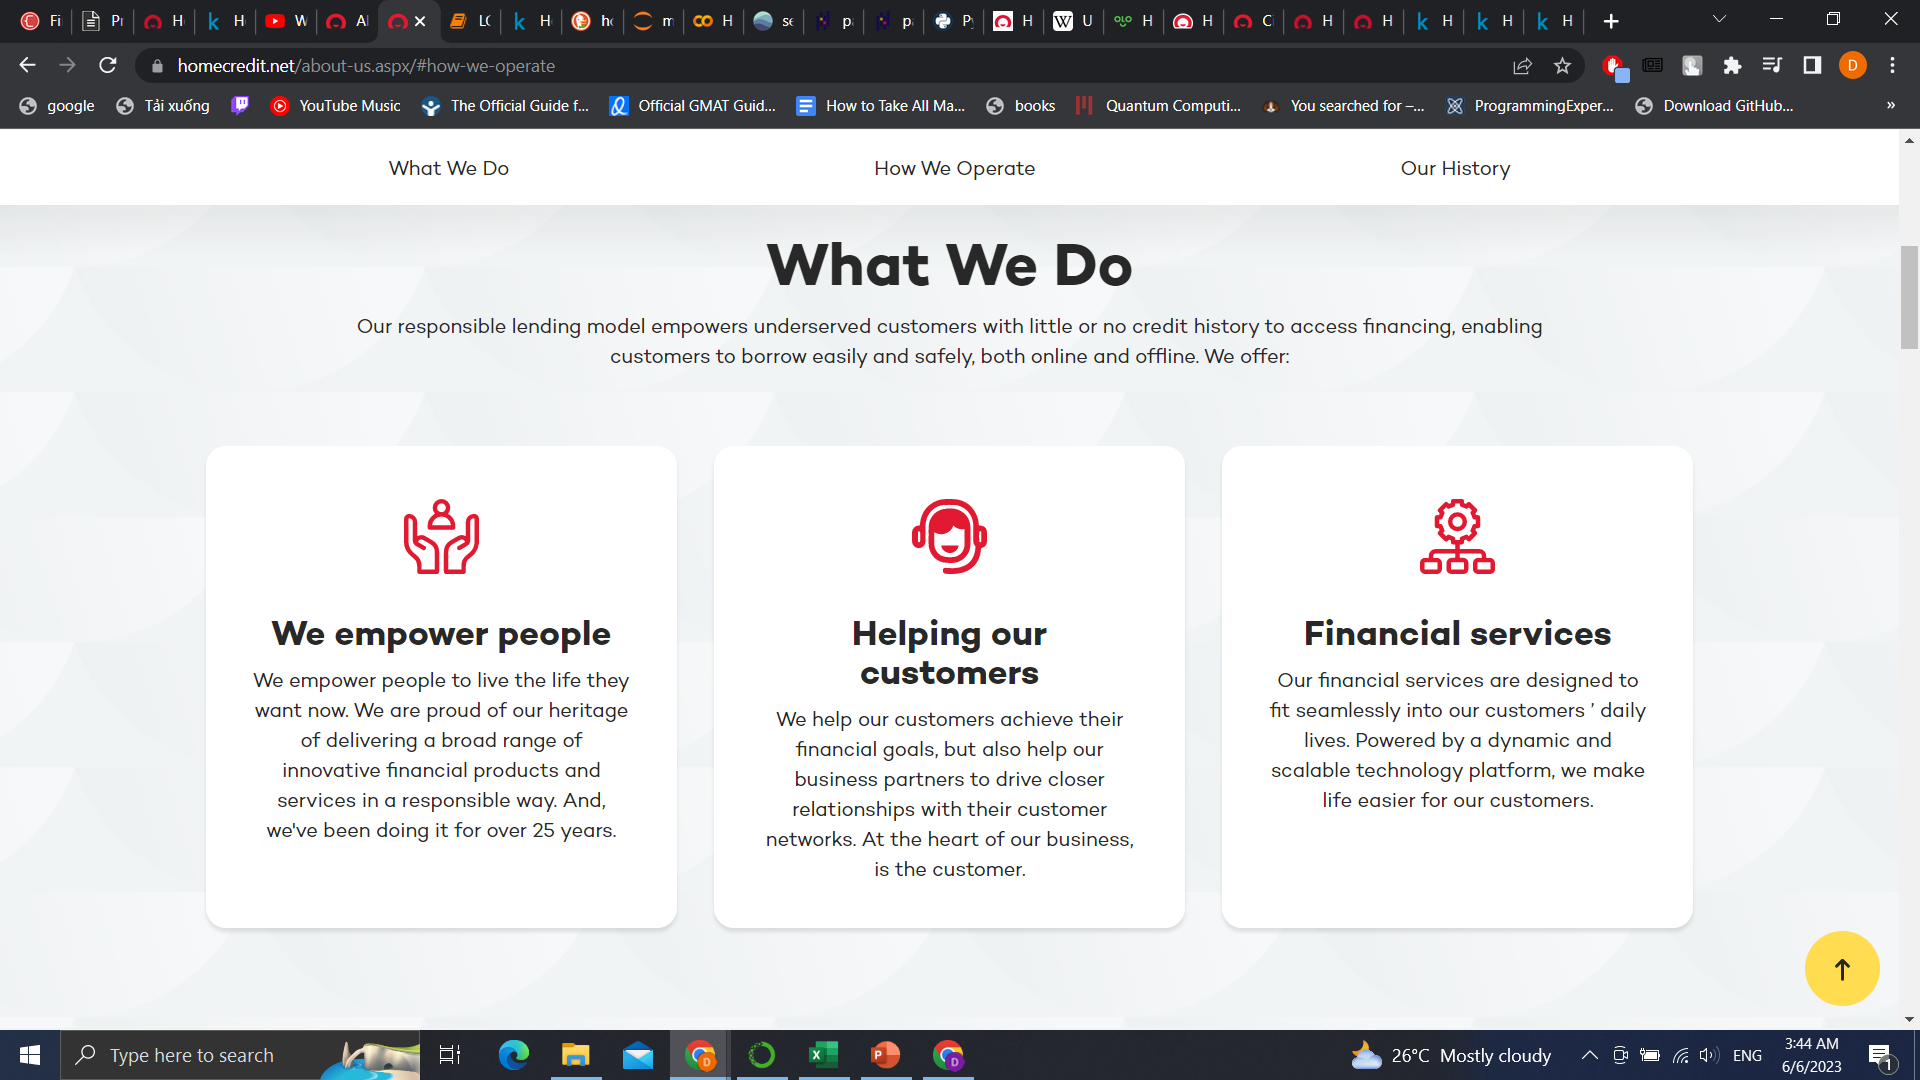 Fi
Pr
H
H
W
A
LC
H
ho
m
H
se
pa
pa
Py
H
U
H
H
C
H
H
H
H
H
homecredit.net/about-us.aspx/#how-we-operate
D
google
Tải xuống
YouTube Music
The Official Guide f...
Official GMAT Guid...
How to Take All Ma...
books
Quantum Computi...
You searched for –...
ProgrammingExper...
Download GitHub...
»
What We Do
How We Operate
Our History
What We Do
Our responsible lending model empowers underserved customers with little or no credit history to access financing, enabling
customers to borrow easily and safely, both online and offline. We offer:
We empower people
We empower people to live the life they
want now. We are proud of our heritage
of delivering a broad range of
innovative financial products and
services in a responsible way. And,
we've been doing it for over 25 years.
Helping our
customers
We help our customers achieve their
financial goals, but also help our
business partners to drive closer
relationships with their customer
networks. At the heart of our business,
is the customer.
Financial services
Our financial services are designed to
fit seamlessly into our customers ’ daily
lives. Powered by a dynamic and
scalable technology platform, we make
life easier for our customers.
Type here to search
26°C Mostly cloudy
ENG
3:44 AM
6/6/2023
1